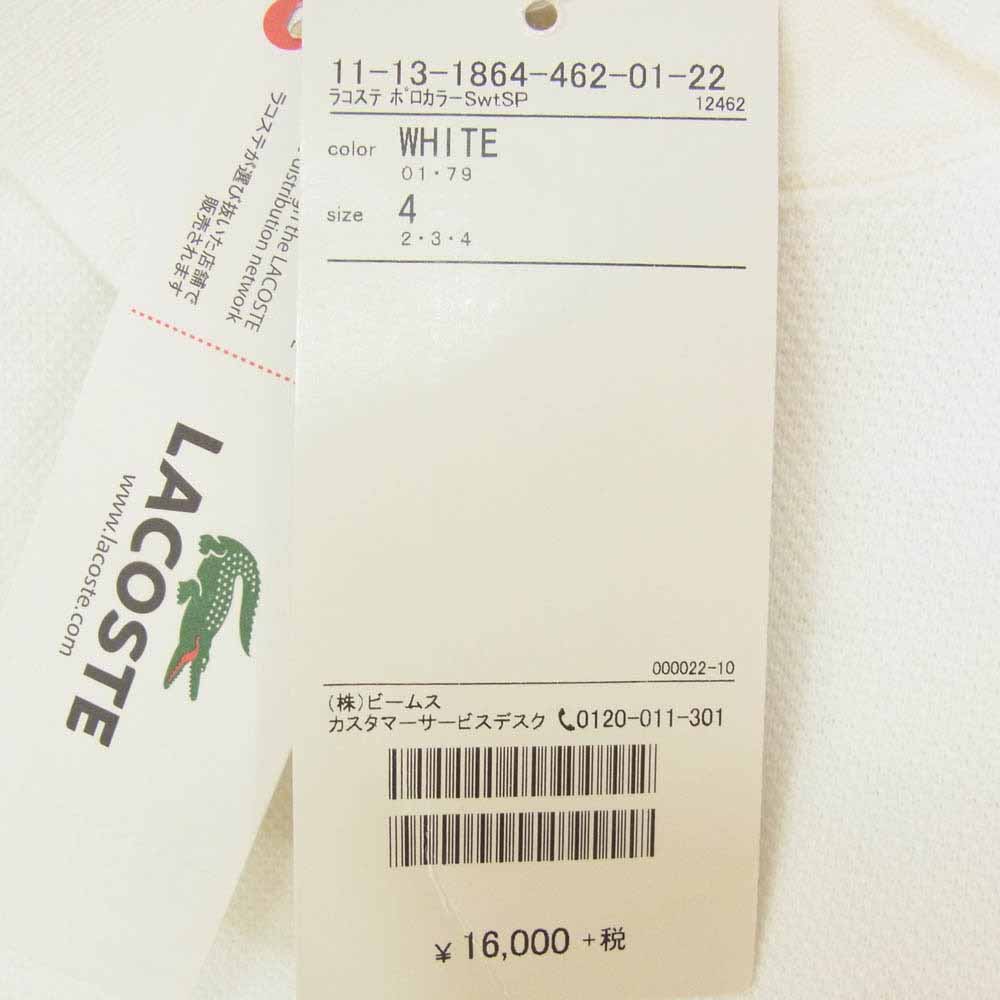 11-13-1864-462-01-22
ラコステ ポロカラーSwtSP 12462
color WHITE
01・79
size 4
2・3・4
000022-10
(株)ビームス
カスタマーサービスデスク 0120-011-301
¥ 16,000 +税
the LACOSTE
distribution network
ラコステが選び抜いた店舗で
販売されます
LACOSTE
www.lacoste.com